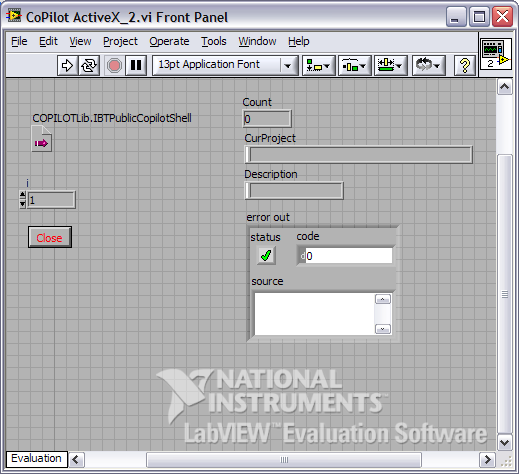 CoPilot ActiveX_2.vi Front Panel
File Edit View Project Operate Tools Window Help
13pt Application Font
2
COPILOTLib.IBTPublicCopilotShell
Count
0
CurProject
Description
i
1
Close
error out
status code
d0
source
NATIONAL
INSTRUMENTS™
LabVIEW™ Evaluation Software
Evaluation